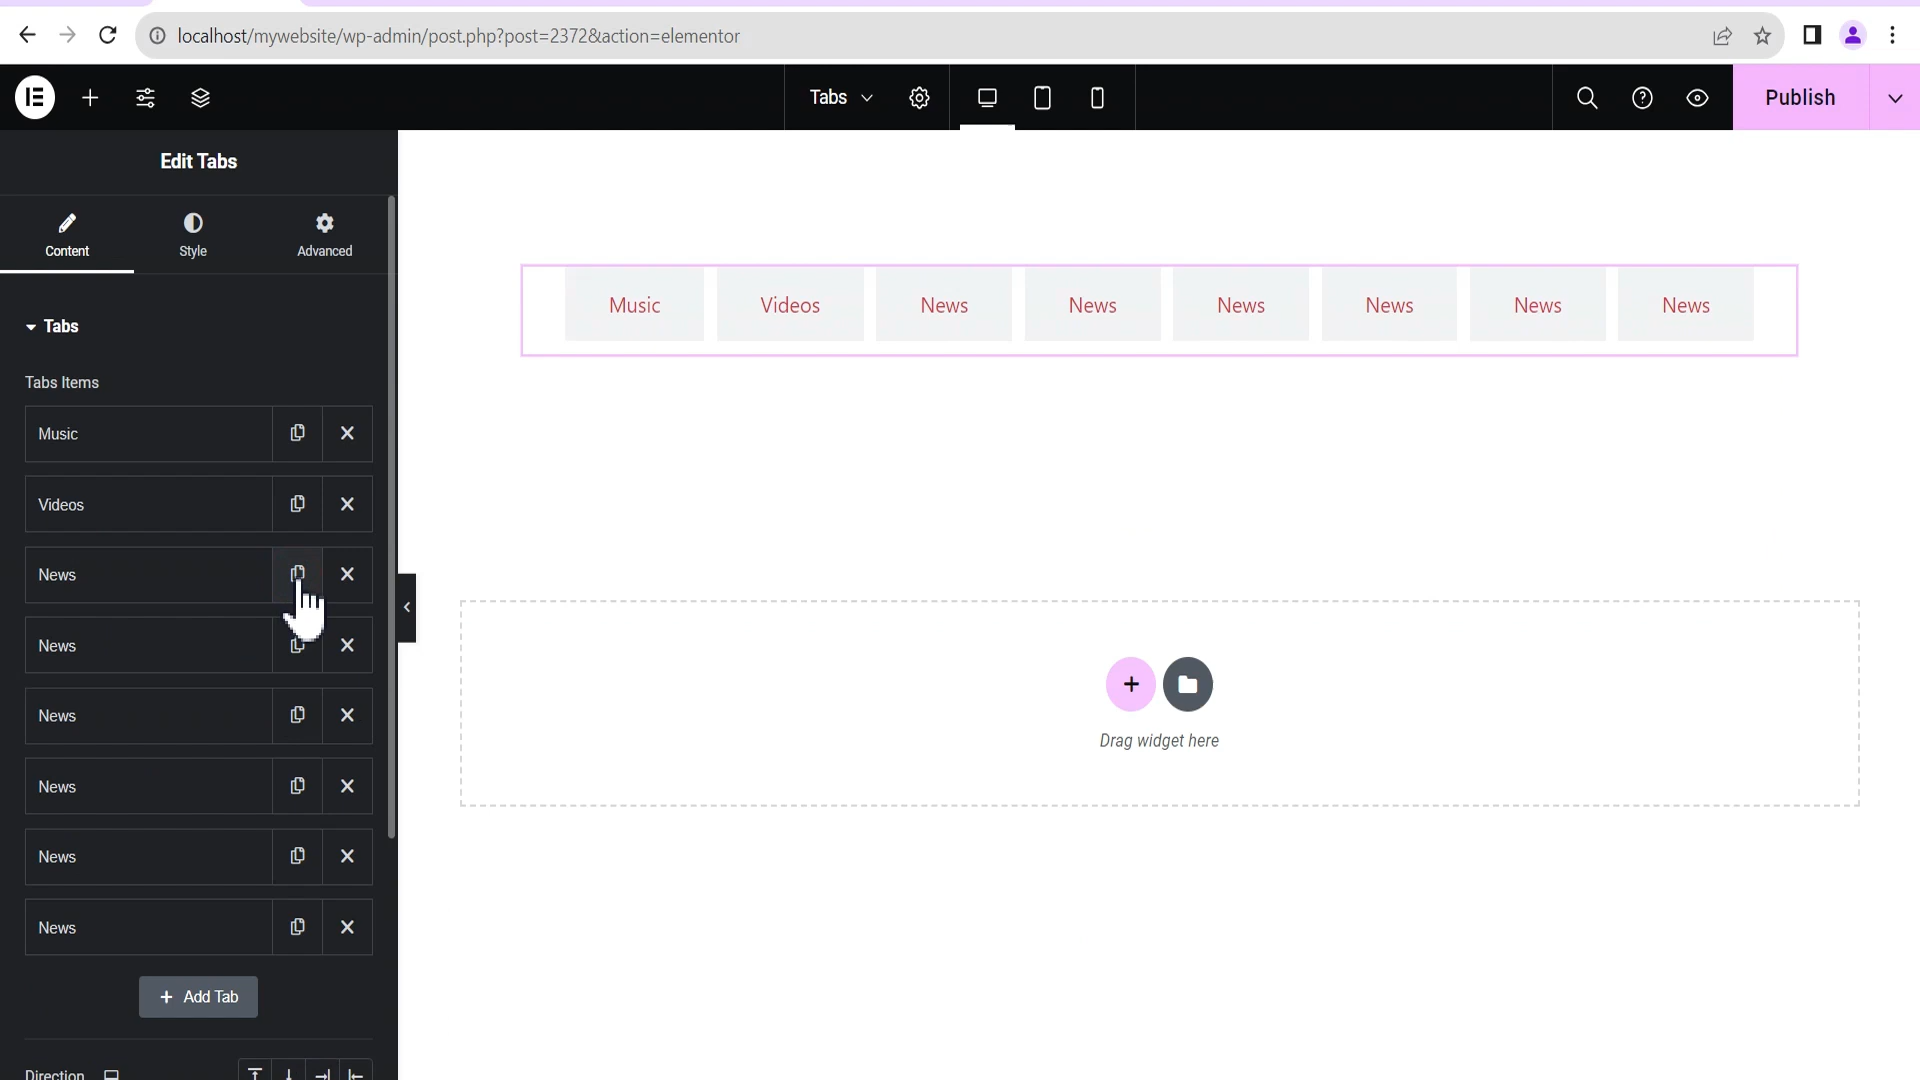 localhost/mywebsite/wp-admin/post.php?post=2372&action=elementor
Tabs
Publish
Edit Tabs
Content
Style
Advanced
Tabs
Tabs Items
Music
Videos
News
News
News
News
News
News
+ Add Tab
Direction
Music
Videos
News
News
News
News
News
News
Drag widget here